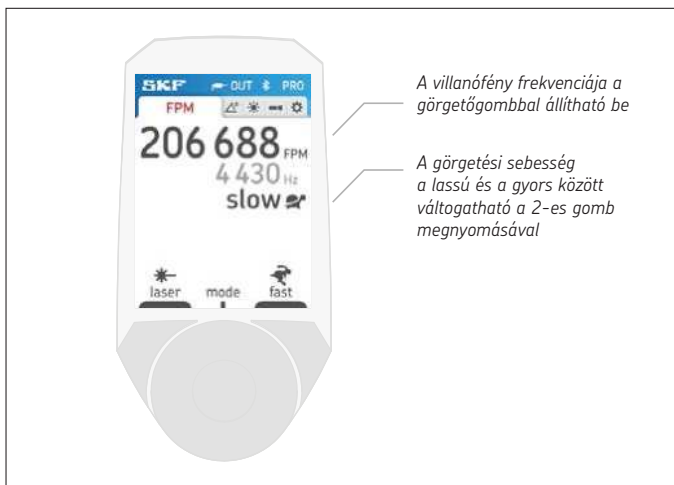 SKF OUT PRO
FPM
206 688 FPM
4 430 Hz
slow
laser mode fast
A villanófény frekvenciája a
görgetőgombbal állítható be
A görgetési sebesség
a lassú és a gyors között
váltogatható a 2-es gomb
megnyomásával